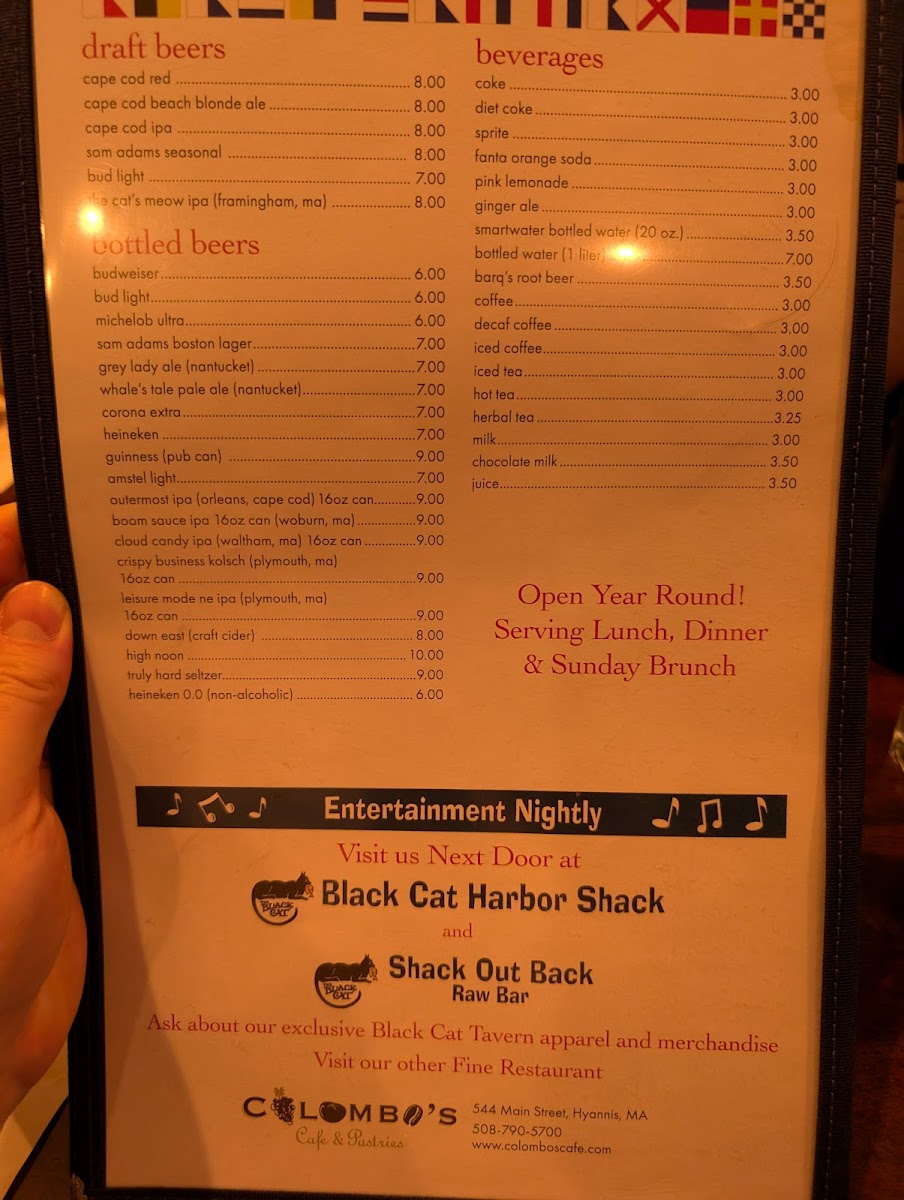 draft beers
cape cod red 8.00
cape cod beach blonde ale 8.00
cape cod ipa 8.00
sam adams seasonal 8:00
bud light 7.00
the cat's meow ipa (framingham, ma) 8.00
bottled beers
budweiser 6.00
bud light 6.00
michelob ultra 6.00
sam adams boston lager 7.00
grey lady ale (nantucket) 7.00
whale's tale pale ale (nantucket) 7.00
corona extra 7.00
heineken 7.00
guinness (pub can) 9.00
amstel light 7.00
outermost ipa (orleans, cape cod) 16oz can 9.00
boom sauce ipa 16oz can (woburn, ma) 9.00
cloud candy ipa (waltham, ma) 16oz can 9.00
crispy business kolsch (plymouth, ma)
16oz can 9.00
leisure mode ne ipa (plymouth, ma)
16oz can 9.00
down east (craft cider) 8.00
high noon 10.00
truly hard seltzer 9.00
heineken 0.0 (non-alcoholic) 6.00
beverages
coke 3.00
diet coke 3.00
sprite 3.00
fanta orange soda 3.00
pink lemonade 3.00
ginger ale 3.00
smartwater bottled water (20 oz.) 3.50
bottled water (1 liter) 7.00
barq's root beer 3.50
coffee 3.00
decaf coffee 3.00
iced coffee 3.00
iced tea 3.00
hot tea 3.00
herbal tea 3.25
milk 3.00
chocolate milk 3.50
juice 3.50
Open Year Round!
Serving Lunch, Dinner
& Sunday Brunch
Entertainment Nightly
Visit us Next Door at
BLACK CAT Black Cat Harbor Shack
and
BLACK CAT Shack Out Back
Raw Bar
Ask about our exclusive Black Cat Tavern apparel and merchandise
Visit our other Fine Restaurant
COLOMBO'S
Cafe & Pastries
544 Main Street, Hyannis, MA
508-790-5700
www.colomboscafe.com